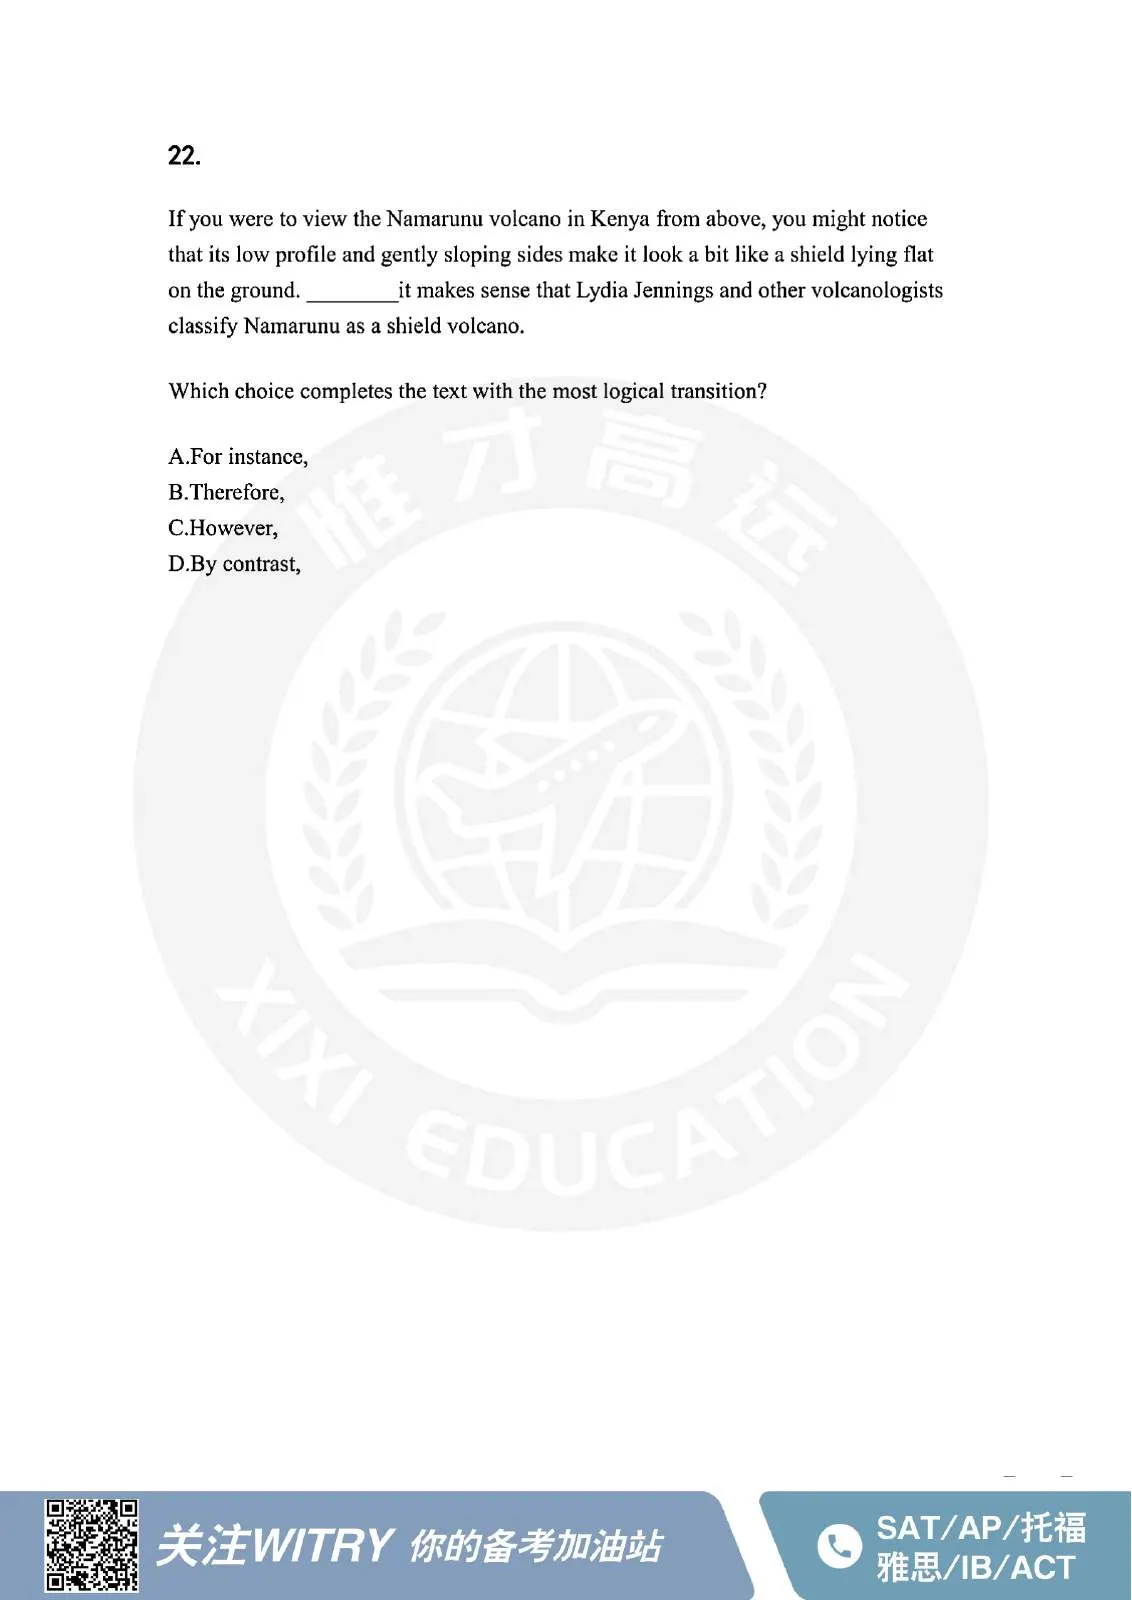 22.
If you were to view the Namarunu volcano in Kenya from above, you might notice
that its low profile and gently sloping sides make it look a bit like a shield lying flat
on the ground. ________it makes sense that Lydia Jennings and other volcanologists
classify Namarunu as a shield volcano.
Which choice completes the text with the most logical transition?
A.For instance,
B.Therefore,
C.However,
D.By contrast,
惟才高远
XIXI EDUCATION
关注WITRY 你的备考加油站
SAT/AP/托福
雅思/IB/ACT